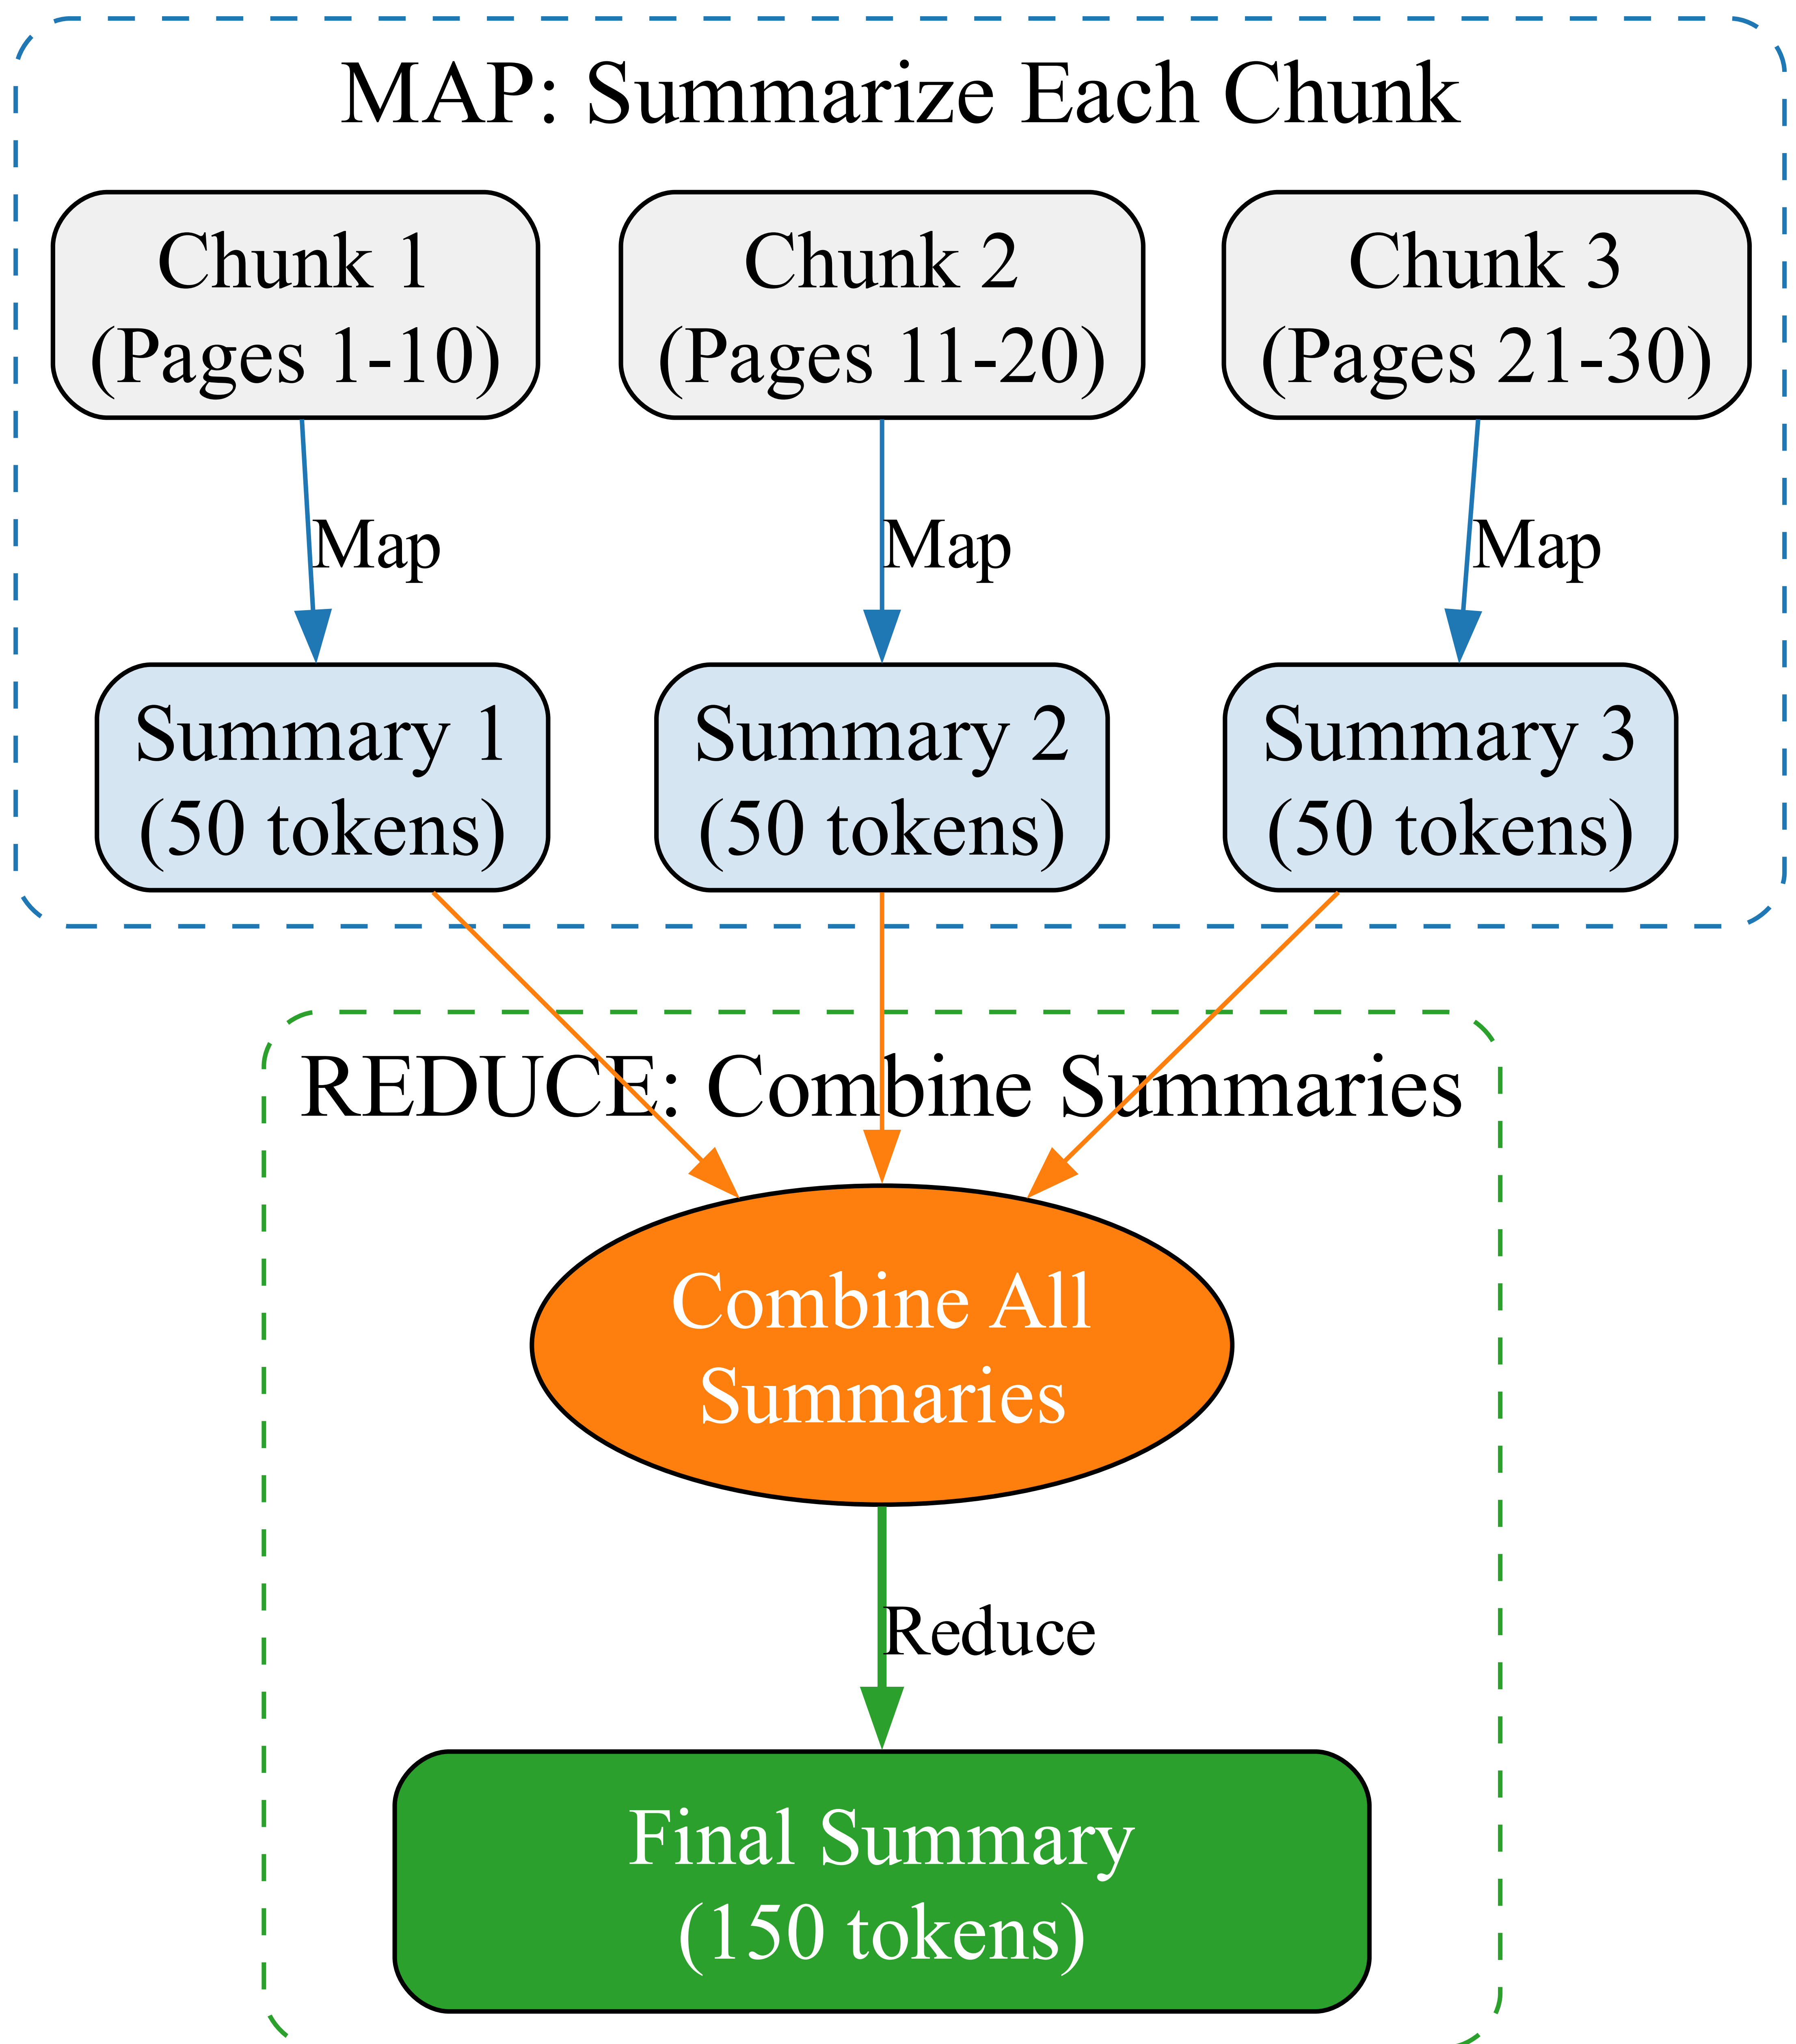 MAP: Summarize Each Chunk
Chunk 1
(Pages 1-10)
Chunk 2
(Pages 11-20)
Chunk 3
(Pages 21-30)
Map
Map
Map
Summary 1
(50 tokens)
Summary 2
(50 tokens)
Summary 3
(50 tokens)
REDUCE: Combine Summaries
Combine All
Summaries
Reduce
Final Summary
(150 tokens)